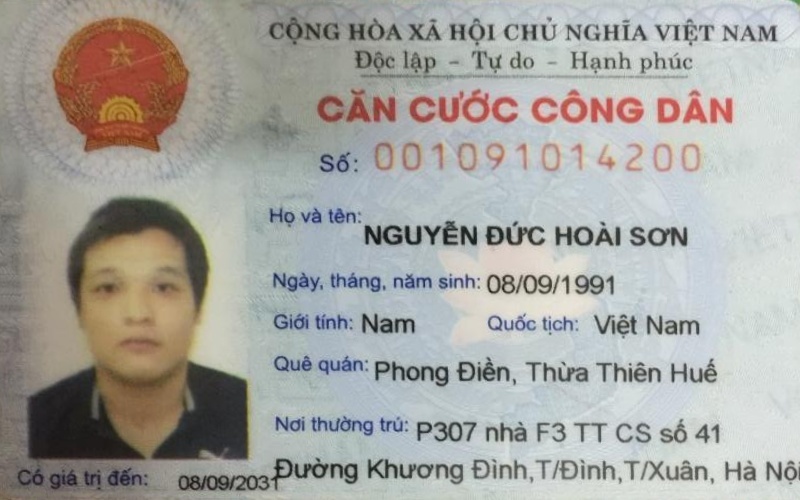 CỘNG HÒA XÃ HỘI CHỦ NGHĨA VIỆT NAM
Độc lập - Tự do - Hạnh phúc
CĂN CƯỚC CÔNG DÂN
Số: 001091014200
Họ và tên: NGUYỄN ĐỨC HOÀI SƠN
Ngày, tháng, năm sinh: 08/09/1991
Giới tính: Nam Quốc tịch: Việt Nam
Quê quán: Phong Điền, Thừa Thiên Huế
Nơi thường trú: P307 nhà F3 TT CS số 41
Đường Khương Đình,T/Đình,T/Xuân, Hà Nội
Có giá trị đến: 08/09/2031